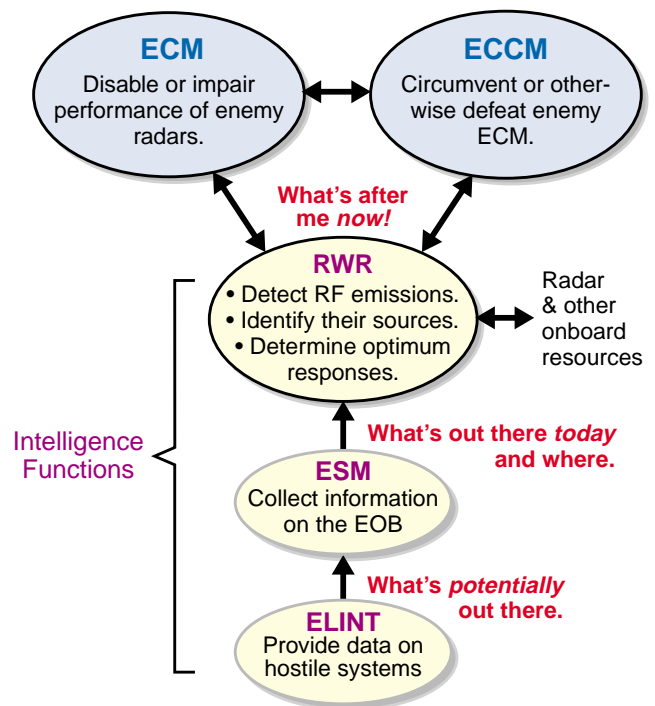 ECM
Disable or impair
performance of enemy
radars.
ECCM
Circumvent or other-
wise defeat enemy
ECM.
What's after
me now!
RWR
• Detect RF emissions.
• Identify their sources.
• Determine optimum
responses.
Radar
& other
onboard
resources
Intelligence
Functions
What's out there today
and where.
ESM
Collect information
on the EOB
What's potentially
out there.
ELINT
Provide data on
hostile systems